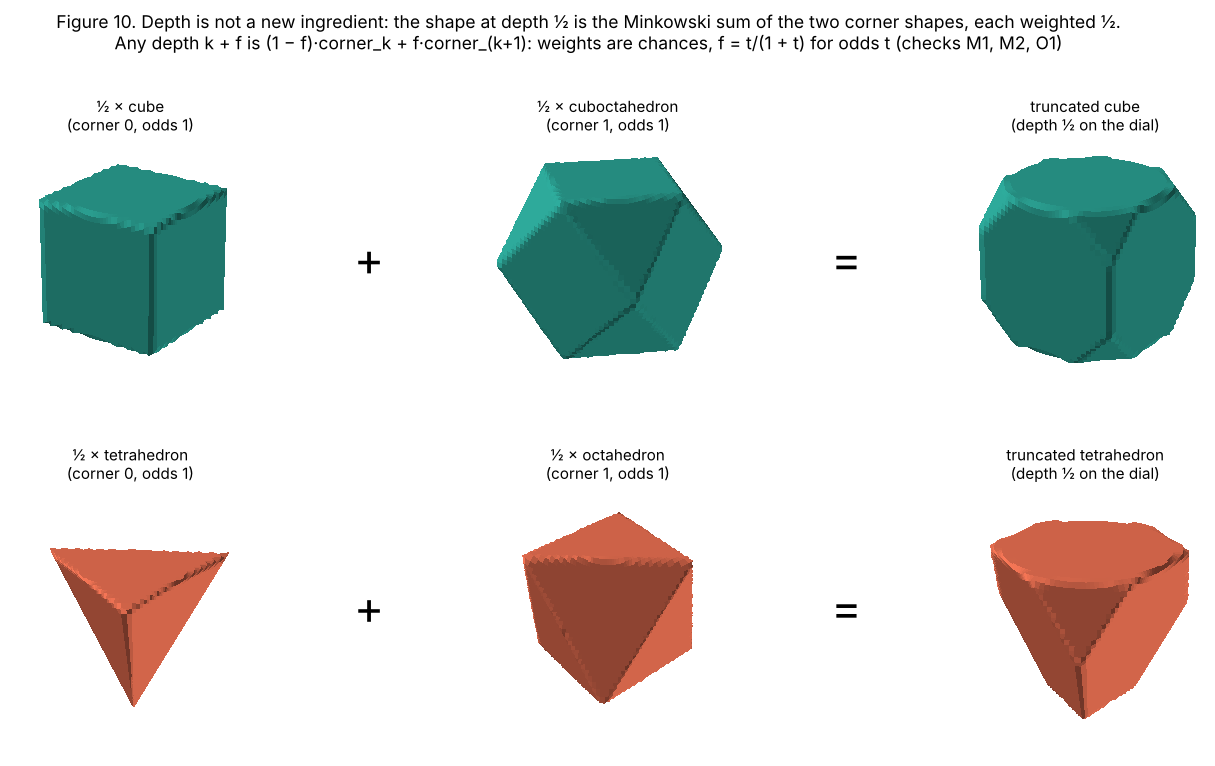 Figure 10. Depth is not a new ingredient: the shape at depth ½ is the Minkowski sum of the two corner shapes, each weighted ½.
Any depth k + f is (1 − f)·corner_k + f·corner_(k+1): weights are chances, f = t/(1 + t) for odds t (checks M1, M2, O1)
½ × cube
(corner 0, odds 1)
½ × cuboctahedron
(corner 1, odds 1)
truncated cube
(depth ½ on the dial)
+
=
½ × tetrahedron
(corner 0, odds 1)
½ × octahedron
(corner 1, odds 1)
truncated tetrahedron
(depth ½ on the dial)
+
=